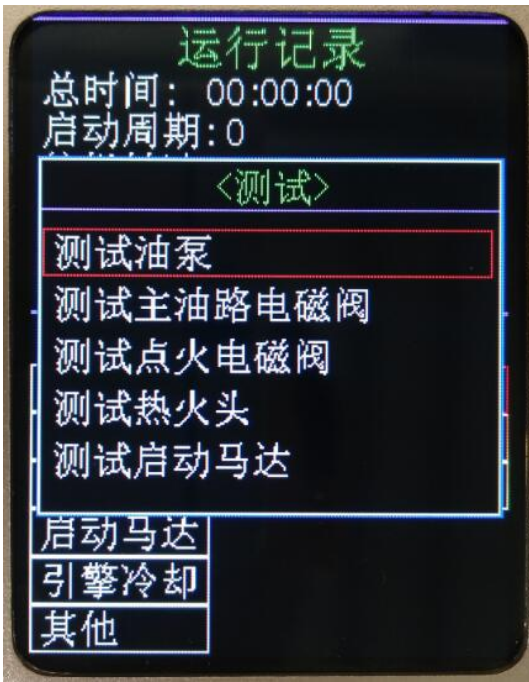 运行记录
总时间: 00:00:00
启动周期:0
<测试>
测试油泵
测试主油路电磁阀
测试点火电磁阀
测试热火头
测试启动马达
启动马达
引擎冷却
其他